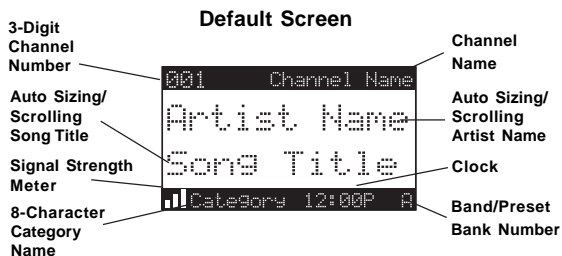 Default Screen
3-Digit
Channel
Number
Channel
Name
001 Channel Name
Auto Sizing/
Scrolling
Song Title
Artist Name
Auto Sizing/
Scrolling
Artist Name
Song Title
Signal Strength
Meter
Clock
Category 12:00P A
8-Character
Category
Name
Band/Preset
Bank Number